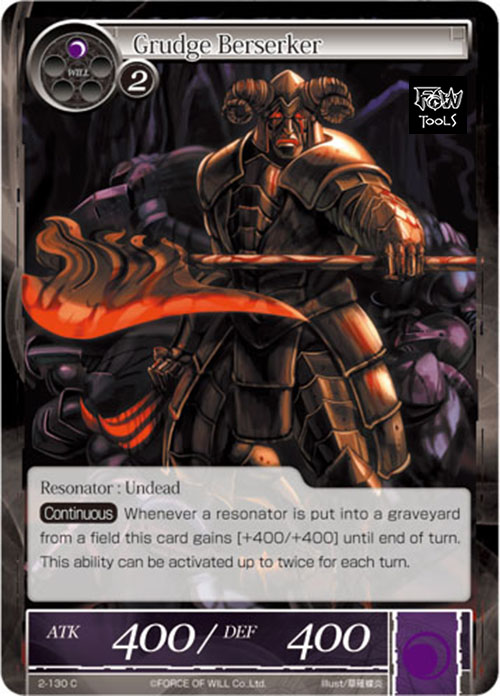 Grudge Berserker
WILL
2
FOW
TOOLS
Resonator : Undead
Continuous Whenever a resonator is put into a graveyard
from a field this card gains [+400/+400] until end of turn.
This ability can be activated up to twice for each turn.
ATK 400/ DEF 400
2-130 C ©FORCE OF WILL Co.,Ltd. Illust/